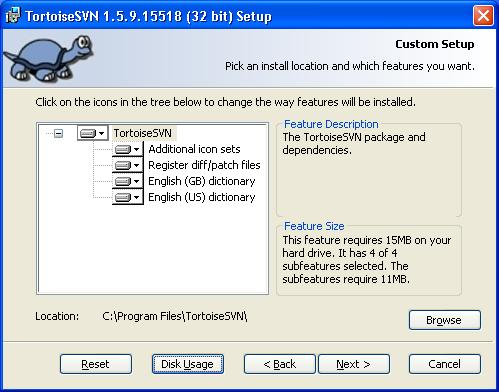 TortoiseSVN 1.5.9.15518 (32 bit) Setup
Custom Setup
Pick an install location and which features you want.
Click on the icons in the tree below to change the way features will be installed.
TortoiseSVN
Additional icon sets
Register diff/patch files
English (GB) dictionary
English (US) dictionary
Feature Description
The TortoiseSVN package and
dependencies.
Feature Size
This feature requires 15MB on your
hard drive. It has 4 of 4
subfeatures selected. The
subfeatures require 11MB.
Location: C:\Program Files\TortoiseSVN\
Browse
Reset Disk Usage < Back Next > Cancel